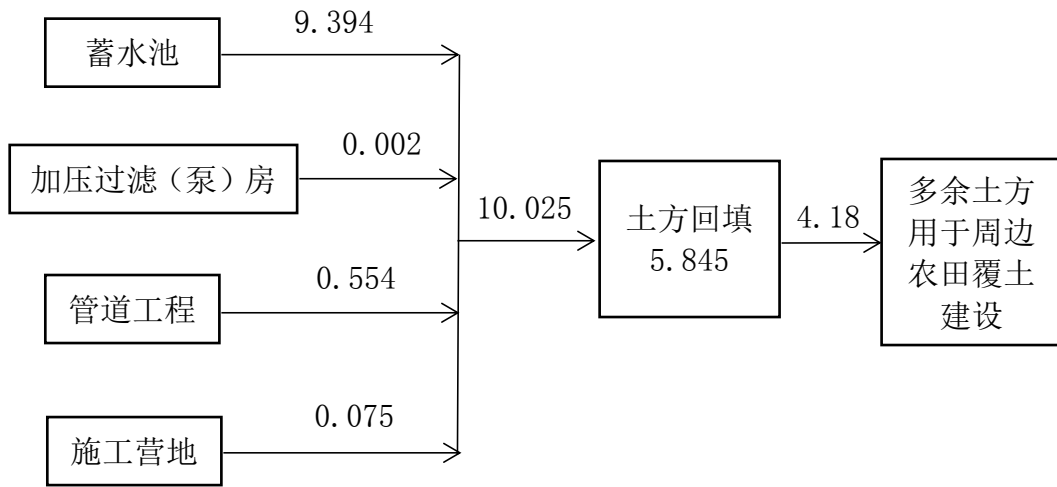 蓄水池
9.394
加压过滤（泵）房
0.002
管道工程
0.554
施工营地
0.075
10.025
土方回填
5.845
4.18
多余土方
用于周边
农田覆土
建设